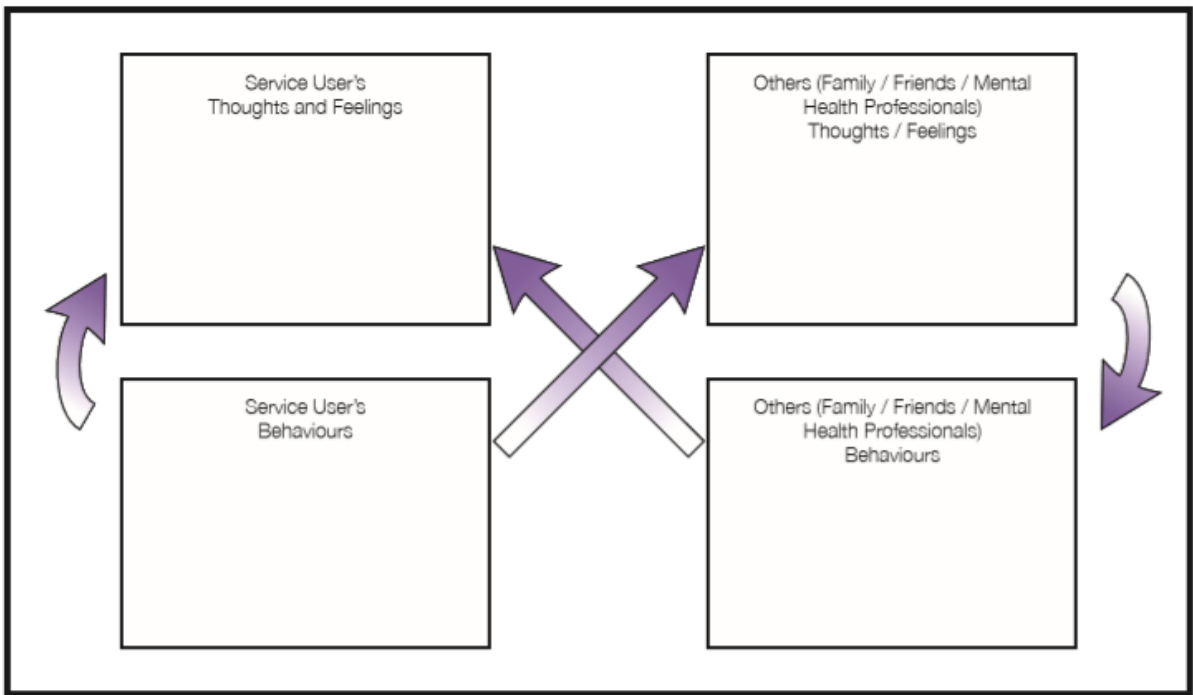 Service User's
Thoughts and Feelings
Others (Family / Friends / Mental
Health Professionals)
Thoughts / Feelings
Service User's
Behaviours
Others (Family / Friends / Mental
Health Professionals)
Behaviours